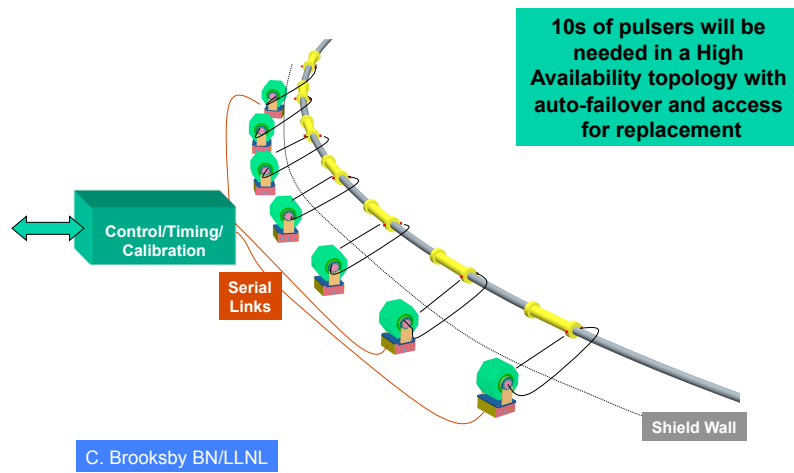 10s of pulsers will be
needed in a High
Availability topology with
auto-failover and access
for replacement
Control/Timing/
Calibration
Serial
Links
Shield Wall
C. Brooksby BN/LLNL